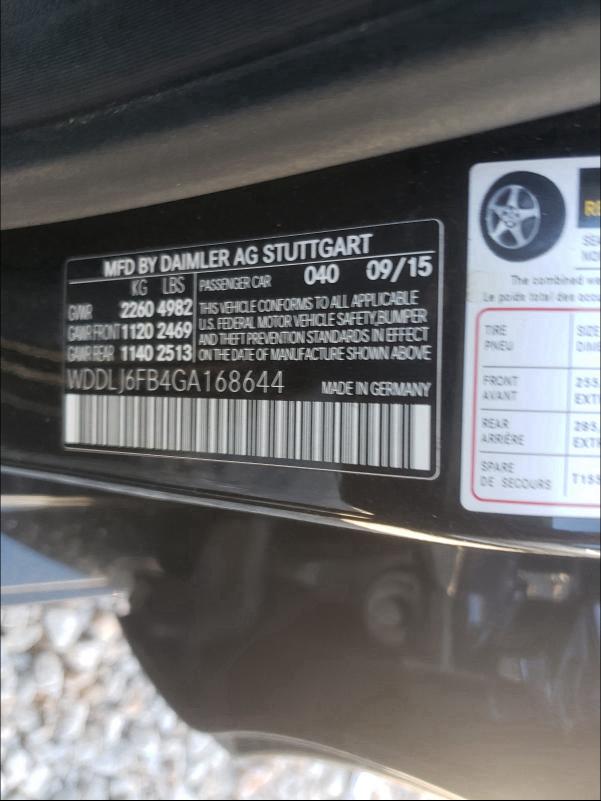 MFD BY DAIMLER AG STUTTGART
KG LBS PASSENGER CAR 040 09/15
GVWR 2260 4982 THIS VEHICLE CONFORMS TO ALL APPLICABLE
GAWR FRONT 1120 2469 U.S. FEDERAL MOTOR VEHICLE SAFETY,BUMPER
GAWR REAR 1140 2513 AND THEFT PREVENTION STANDARDS IN EFFECT
ON THE DATE OF MANUFACTURE SHOWN ABOVE
WDDLJ6FB4GA168644 MADE IN GERMANY
The combined
Le poids total des
TIRE
PNEU
FRONT 255
AVANT
REAR 285
ARRIÈRE
SPARE
DE SECOURS